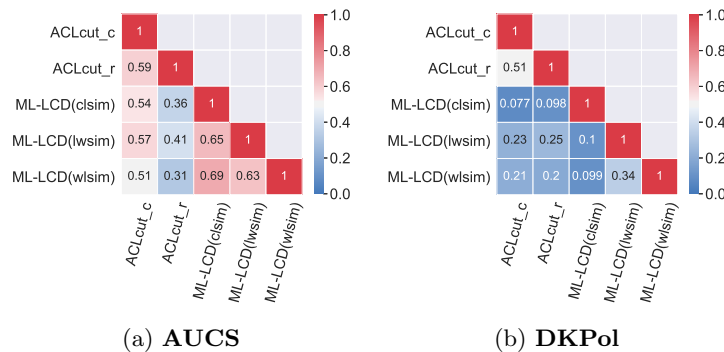 ACLcut_c
ACLcut_r
ML-LCD(clsim)
ML-LCD(lwsim)
ML-LCD(wlsim)
1
0.59 1
0.54 0.36 1
0.57 0.41 0.65 1
0.51 0.31 0.69 0.63 1
ACLcut_c
ACLcut_r
ML-LCD(clsim)
ML-LCD(lwsim)
ML-LCD(wlsim)
1.0
0.8
0.6
0.4
0.2
0.0
(a) AUCS
ACLcut_c
ACLcut_r
ML-LCD(clsim)
ML-LCD(lwsim)
ML-LCD(wlsim)
1
0.51 1
0.077 0.098 1
0.23 0.25 0.1 1
0.21 0.2 0.099 0.34 1
ACLcut_c
ACLcut_r
ML-LCD(clsim)
ML-LCD(lwsim)
ML-LCD(wlsim)
1.0
0.8
0.6
0.4
0.2
0.0
(b) DKPol